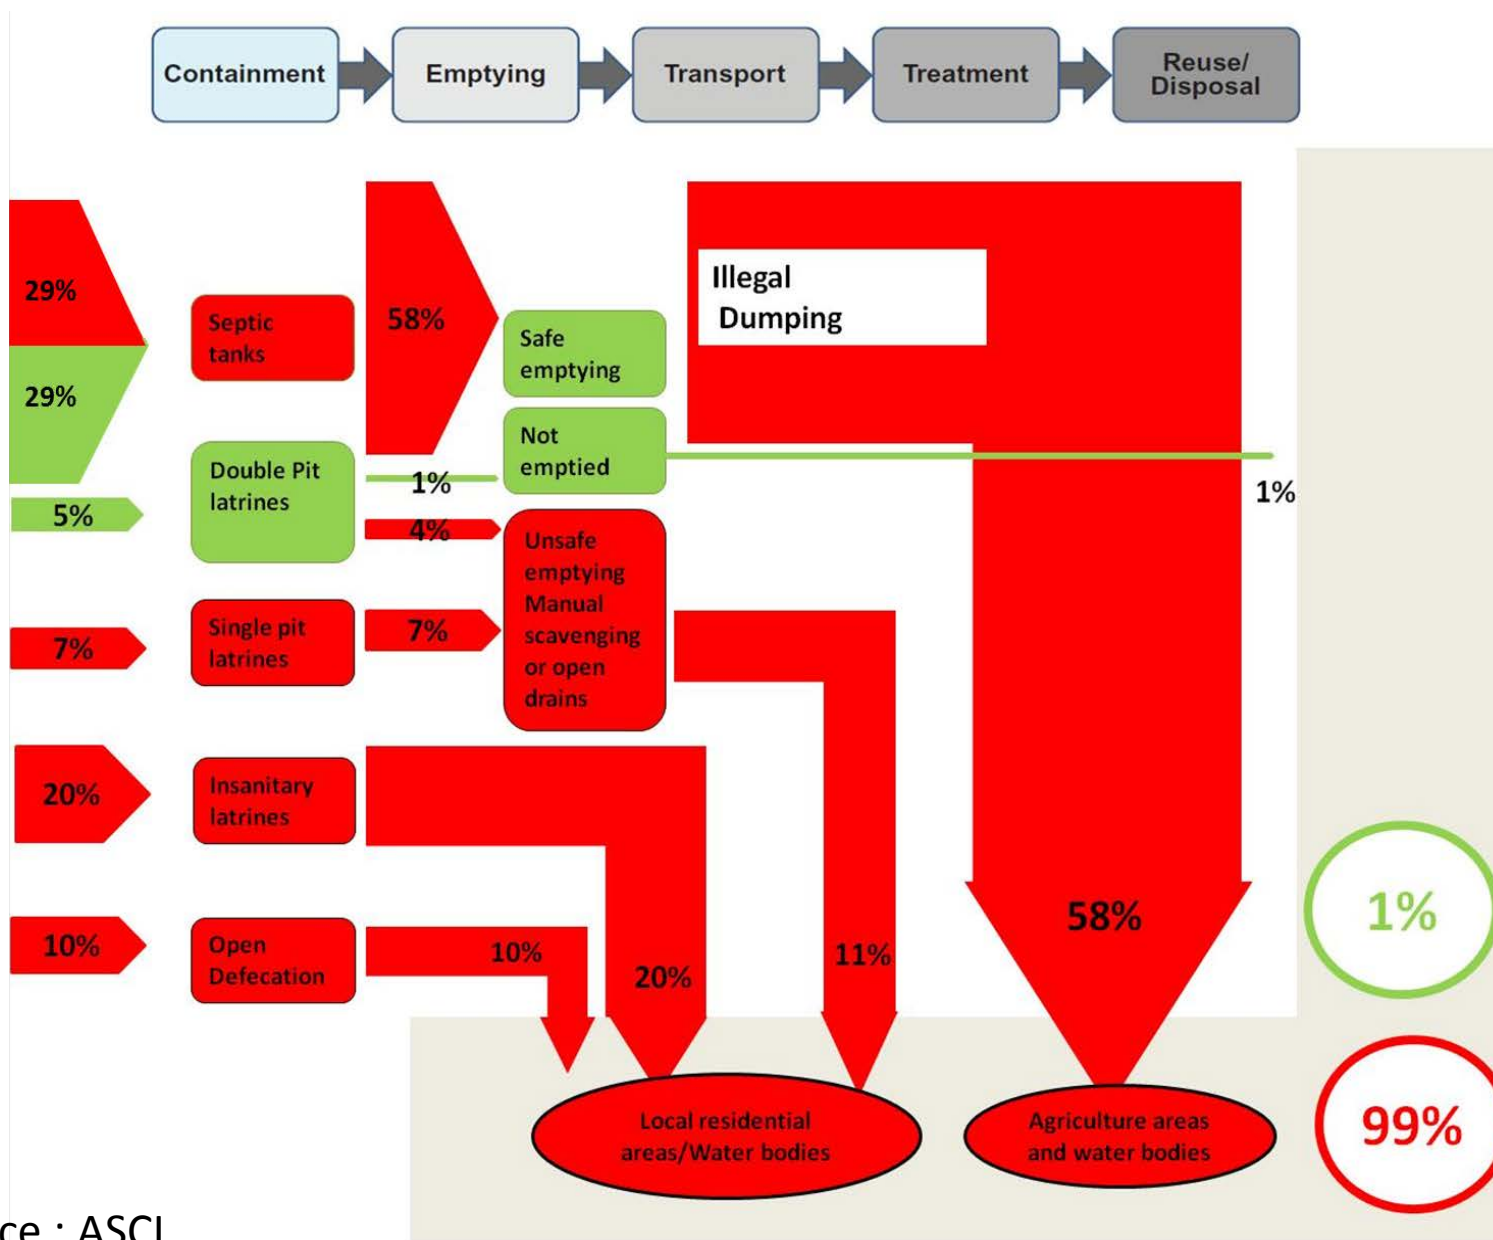 Containment
Emptying
Transport
Treatment
Reuse/
Disposal
29%
29%
5%
7%
20%
10%
Septic
tanks
Double Pit
latrines
Single pit
latrines
Insanitary
latrines
Open
Defecation
58%
1%
4%
7%
Safe
emptying
Not
emptied
Unsafe
emptying
Manual
scavenging
or open
drains
Illegal
Dumping
1%
10%
20%
11%
58%
1%
99%
Local residential
areas/Water bodies
Agriculture areas
and water bodies
ce : ASCI